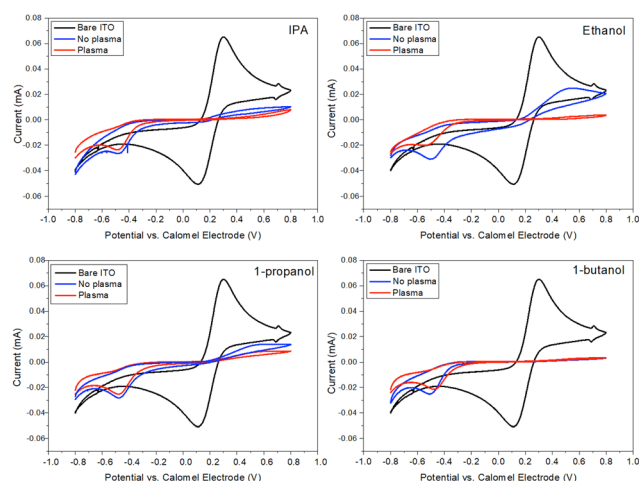 0.08
0.06
0.04
0.02
0.00
-0.02
-0.04
-0.06
Current (mA)
Bare ITO
No plasma
Plasma
IPA
-1.0 -0.8 -0.6 -0.4 -0.2 0.0 0.2 0.4 0.6 0.8 1.0
Potential vs. Calomel Electrode (V)
0.08
0.06
0.04
0.02
0.00
-0.02
-0.04
-0.06
Current (mA)
Bare ITO
No plasma
Plasma
Ethanol
-1.0 -0.8 -0.6 -0.4 -0.2 0.0 0.2 0.4 0.6 0.8 1.0
Potential vs. Calomel Electrode (V)
0.08
0.06
0.04
0.02
0.00
-0.02
-0.04
-0.06
Current (mA)
Bare ITO
No plasma
Plasma
1-propanol
-1.0 -0.8 -0.6 -0.4 -0.2 0.0 0.2 0.4 0.6 0.8 1.0
Potential vs. Calomel Electrode (V)
0.08
0.06
0.04
0.02
0.00
-0.02
-0.04
-0.06
Current (mA/)
Bare ITO
No plasma
Plasma
1-butanol
-1.0 -0.8 -0.6 -0.4 -0.2 0.0 0.2 0.4 0.6 0.8 1.0
Potential vs. Calomel Electrode (V)